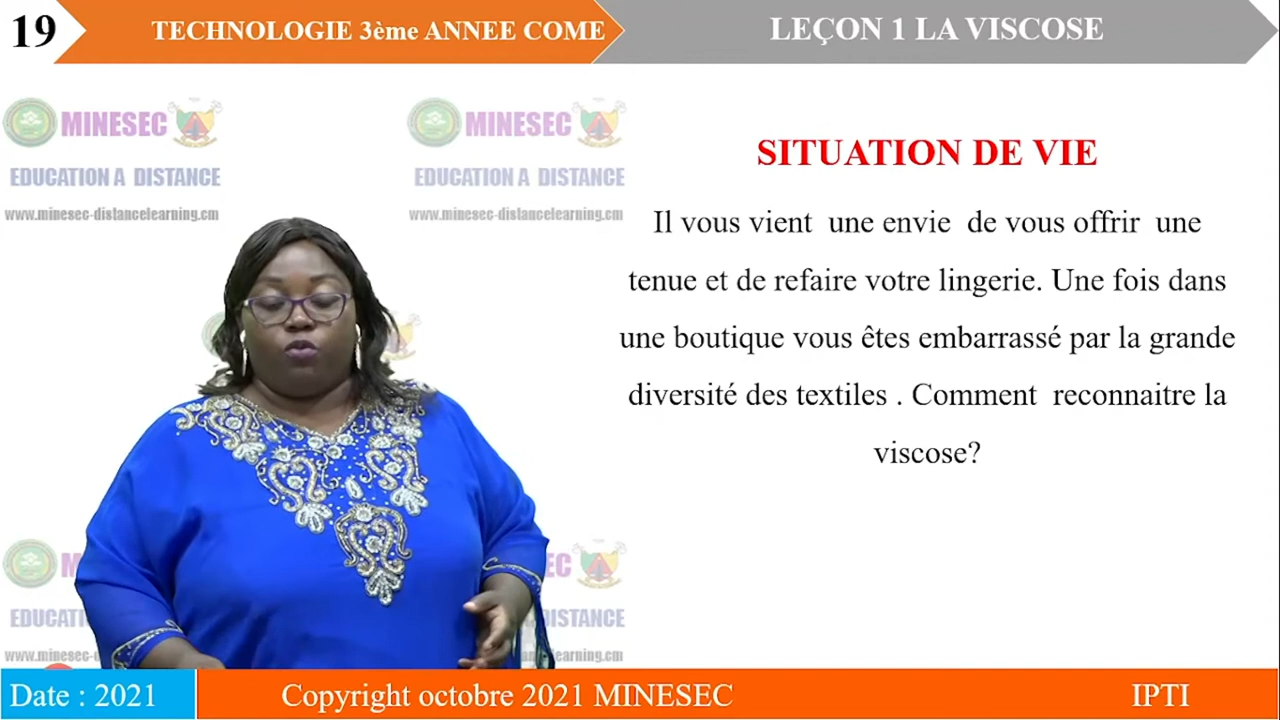 19
TECHNOLOGIE 3ème ANNEE COME
LEÇON 1 LA VISCOSE
MINESEC
EDUCATION A DISTANCE
www.minesec-distancelearning.cm
MINESEC
EDUCATION A DISTANCE
www.minesec-distancelearning.cm
SITUATION DE VIE
Il vous vient une envie de vous offrir une
tenue et de refaire votre lingerie. Une fois dans
une boutique vous êtes embarrassé par la grande
diversité des textiles . Comment reconnaitre la
viscose?
Date : 2021
Copyright octobre 2021 MINESEC
IPTI